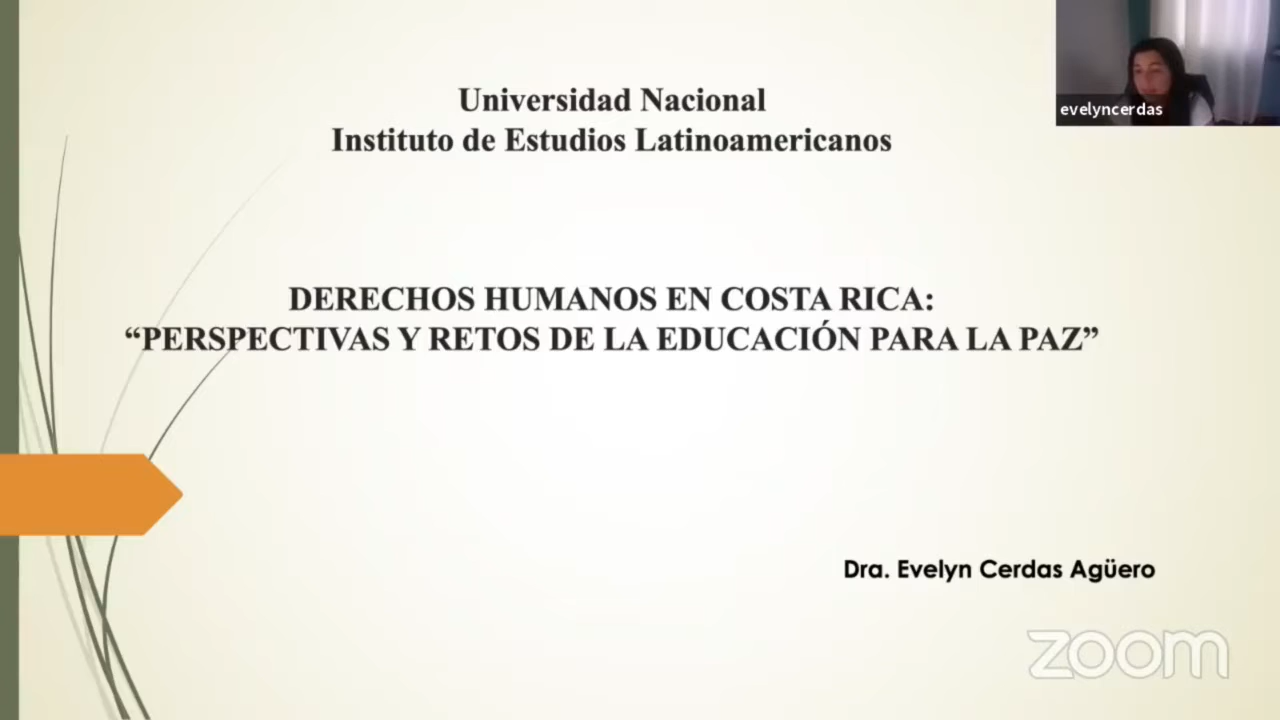 Universidad Nacional
Instituto de Estudios Latinoamericanos
evelyncerdas
DERECHOS HUMANOS EN COSTA RICA:
“PERSPECTIVAS Y RETOS DE LA EDUCACIÓN PARA LA PAZ”
Dra. Evelyn Cerdas Agüero
zoom